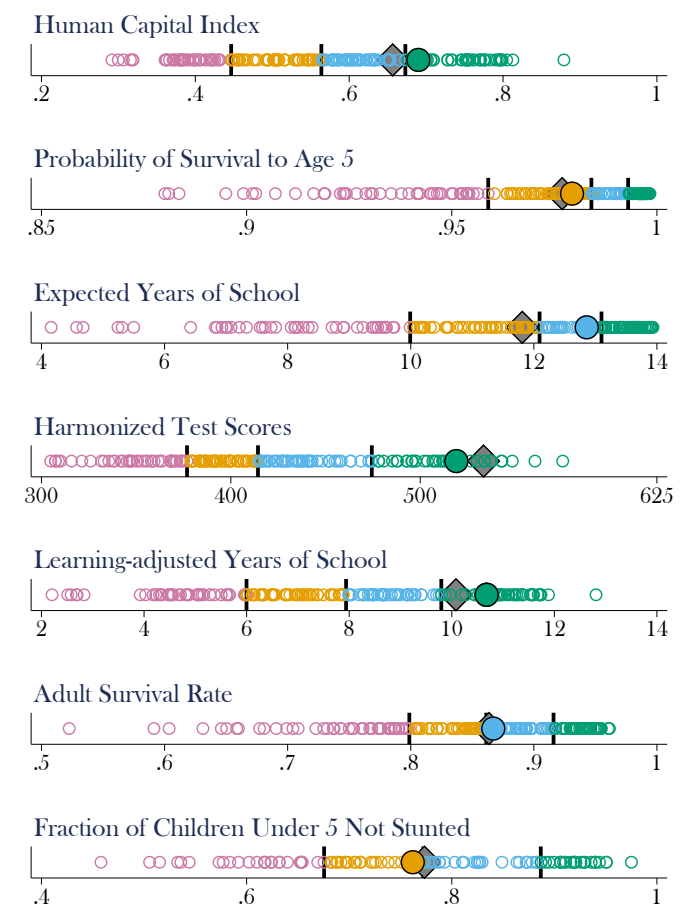 Human Capital Index
.2 .4 .6 .8 1
Probability of Survival to Age 5
.85 .9 .95 1
Expected Years of School
4 6 8 10 12 14
Harmonized Test Scores
300 400 500 625
Learning-adjusted Years of School
2 4 6 8 10 12 14
Adult Survival Rate
.5 .6 .7 .8 .9 1
Fraction of Children Under 5 Not Stunted
.4 .6 .8 1